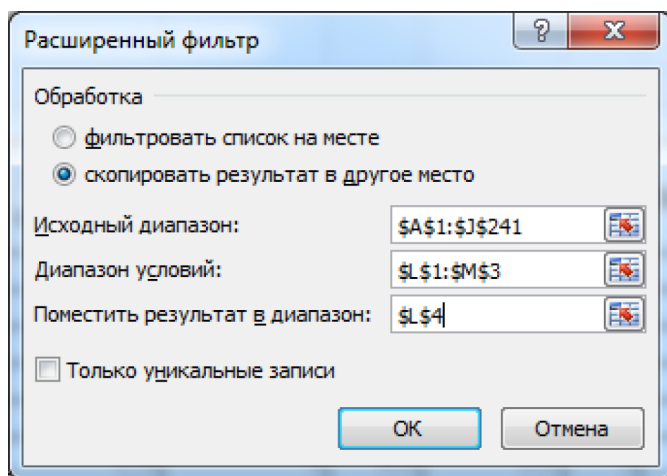 Расширенный фильтр
Обработка
фильтровать список на месте
скопировать результат в другое место
Исходный диапазон: $A$1:$J$241
Диапазон условий: $L$1:$M$3
Поместить результат в диапазон: $L$4
Только уникальные записи
ОК Отмена